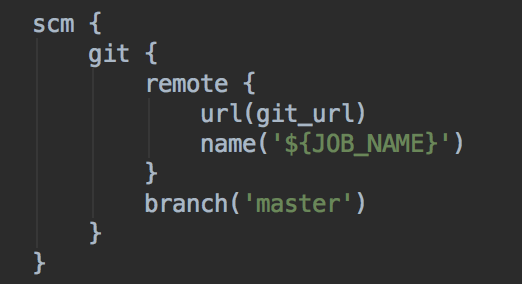 scm {
    git {
        remote {
            url(git_url)
            name('${JOB_NAME}')
        }
        branch('master')
    }
}